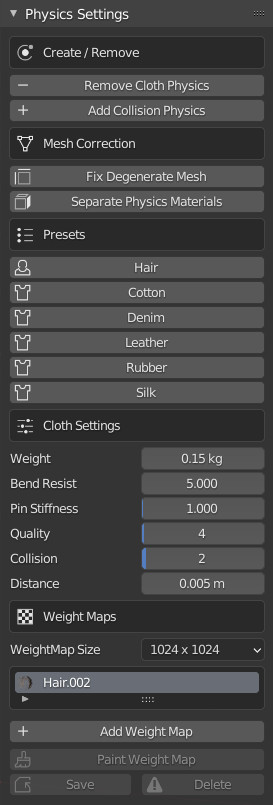 Physics Settings
Create / Remove
Remove Cloth Physics
Add Collision Physics
Mesh Correction
Fix Degenerate Mesh
Separate Physics Materials
Presets
Hair
Cotton
Denim
Leather
Rubber
Silk
Cloth Settings
Weight 0.15 kg
Bend Resist 5.000
Pin Stiffness 1.000
Quality 4
Collision 2
Distance 0.005 m
Weight Maps
WeightMap Size 1024 x 1024
Hair.002
Add Weight Map
Paint Weight Map
Save Delete